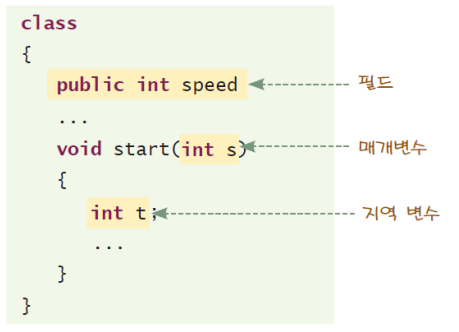 class
{
public int speed 필드
...
void start(int s) 매개변수
{
int t; 지역 변수
...
}
}